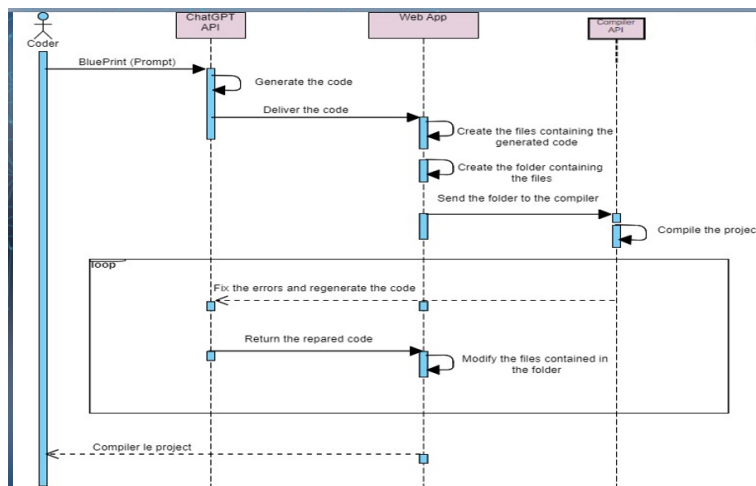 ChatGPT
API
Web App
Compiler
API
Coder
BluePrint (Prompt)
Generate the code
Deliver the code
Create the files containing the
generated code
Create the folder containing
the files
Send the folder to the compiler
Compile the projec
loop
Fix the errors and regenerate the code
Return the repared code
Modify the files contained in
the folder
Compiler le project